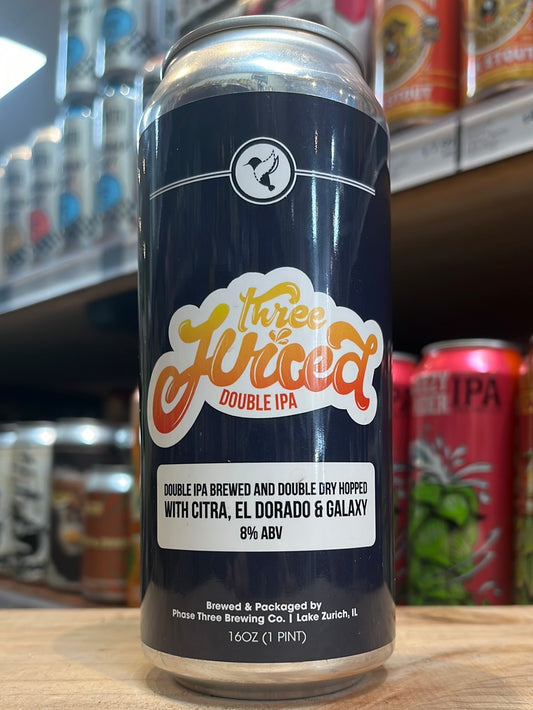 Three
Juiced
DOUBLE IPA
DOUBLE IPA BREWED AND DOUBLE DRY HOPPED
WITH CITRA, EL DORADO & GALAXY
8% ABV
Brewed & Packaged by
Phase Three Brewing Co. | Lake Zurich, IL
16OZ (1 PINT)
STOUT
IPA